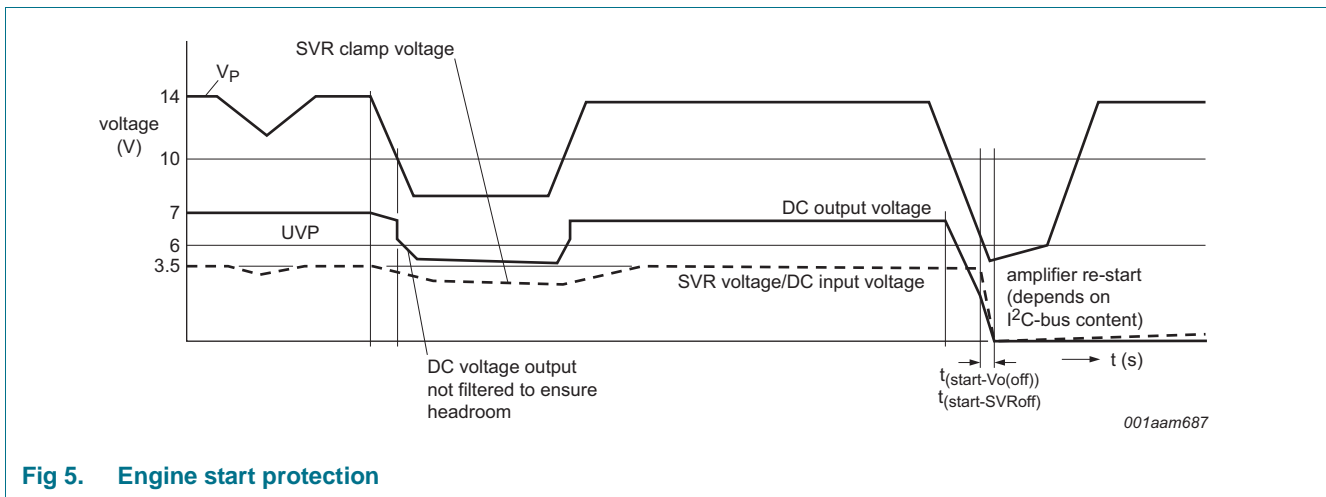 SVR clamp voltage
VP
14
voltage
(V)
10
7
DC output voltage
UVP
6
3.5
SVR voltage/DC input voltage
amplifier re-start
(depends on
I2C-bus content)
DC voltage output
not filtered to ensure
headroom
t (s)
t(start-Vo(off))
t(start-SVRoff)
001aam687
Fig 5. Engine start protection